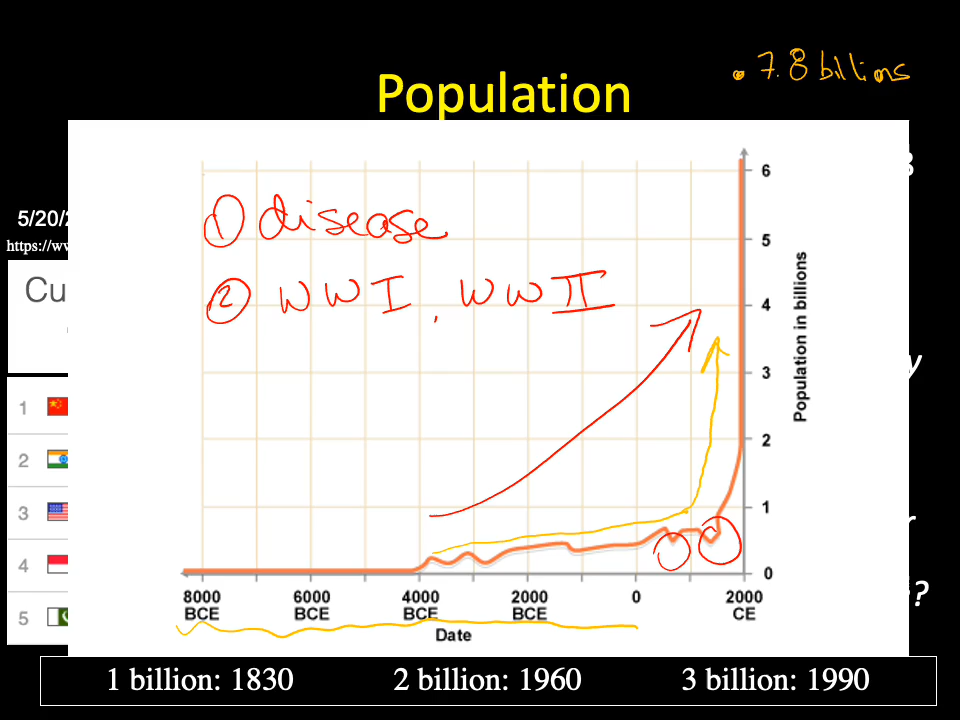 . 7.8 billions
Population
5/20/2
https://ww
Cu
1) disease
2) WWI, WWII
6
5
4
3
2
1
0
Population in billions
1
2
3
4
5
8000 BCE
6000 BCE
4000 BCE
2000 BCE
0
2000 CE
Date
y
r
?
1 billion: 1830 2 billion: 1960 3 billion: 1990